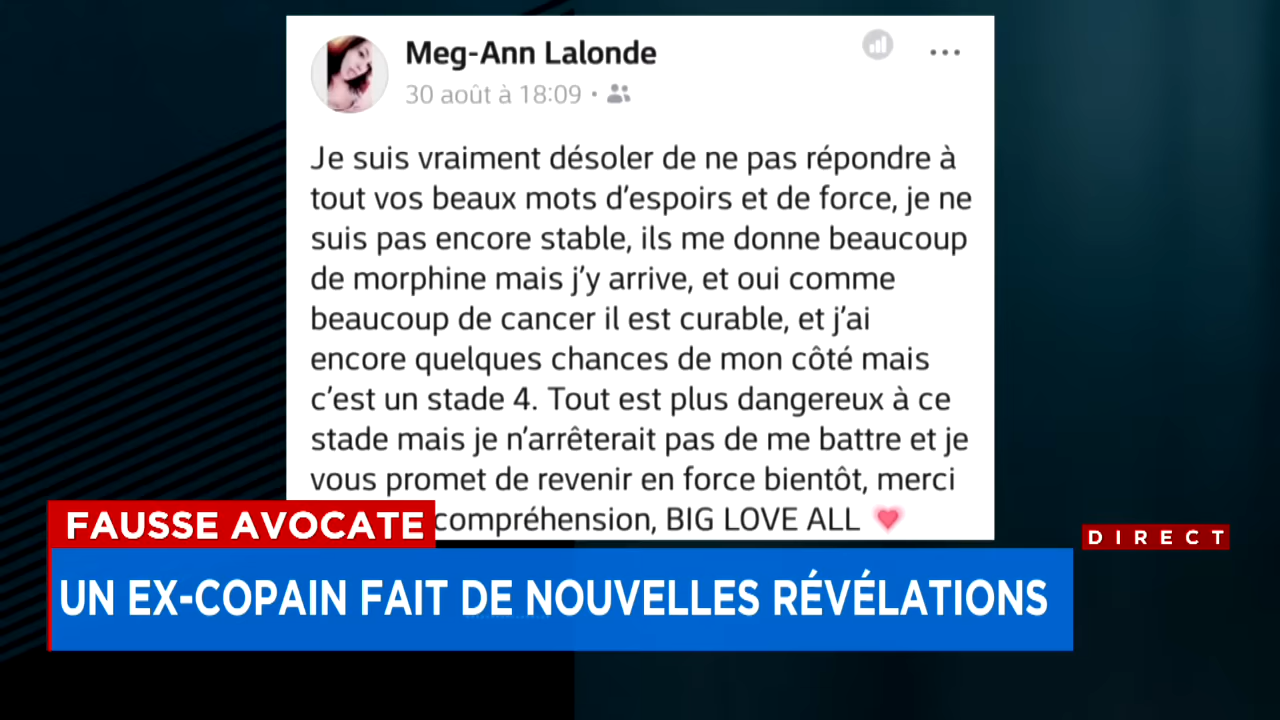 Meg-Ann Lalonde
30 août à 18:09
Je suis vraiment désoler de ne pas répondre à
tout vos beaux mots d’espoirs et de force, je ne
suis pas encore stable, ils me donne beaucoup
de morphine mais j’y arrive, et oui comme
beaucoup de cancer il est curable, et j’ai
encore quelques chances de mon côté mais
c’est un stade 4. Tout est plus dangereux à ce
stade mais je n’arrêterait pas de me battre et je
vous promet de revenir en force bientôt, merci
compréhension, BIG LOVE ALL
FAUSSE AVOCATE
DIRECT
UN EX-COPAIN FAIT DE NOUVELLES RÉVÉLATIONS